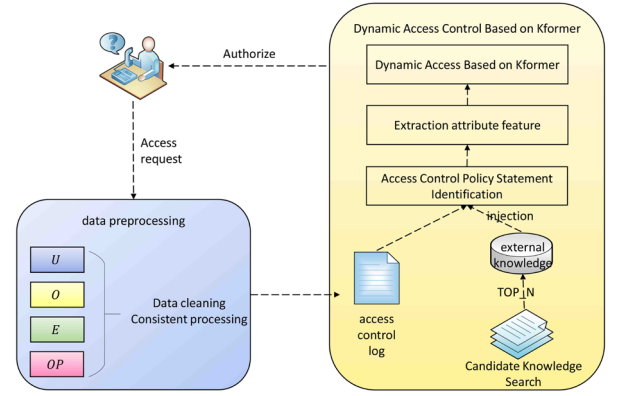 Dynamic Access Control Based on Kformer
Dynamic Access Based on Kformer
Authorize
Extraction attribute feature
Access
request
Access Control Policy Statement
Identification
injection
data preprocessing
external
knowledge
U
O
E
OP
Data cleaning
Consistent processing
TOP_N
access
control
log
Candidate Knowledge
Search